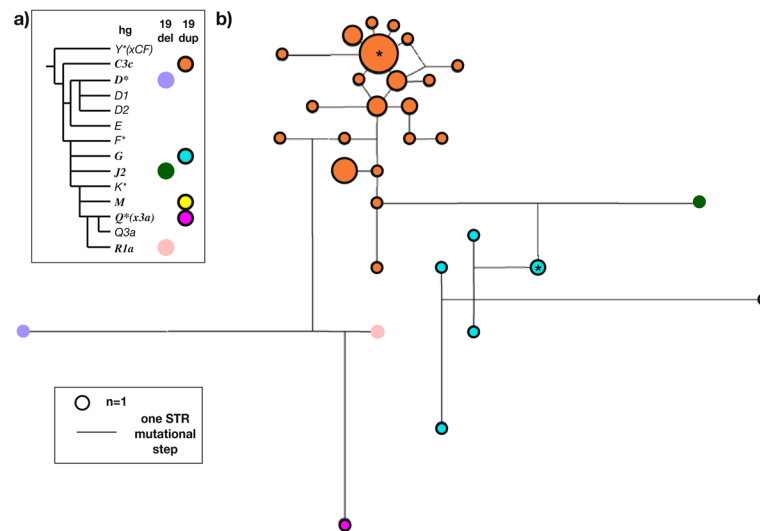 a)
b)
hg 19 del 19 dup
Y*(xCF)
C3c
D*
D1
D2
E
F*
G
J2
K*
M
Q*(x3a)
Q3a
R1a
*
*
n=1
one STR
mutational
step